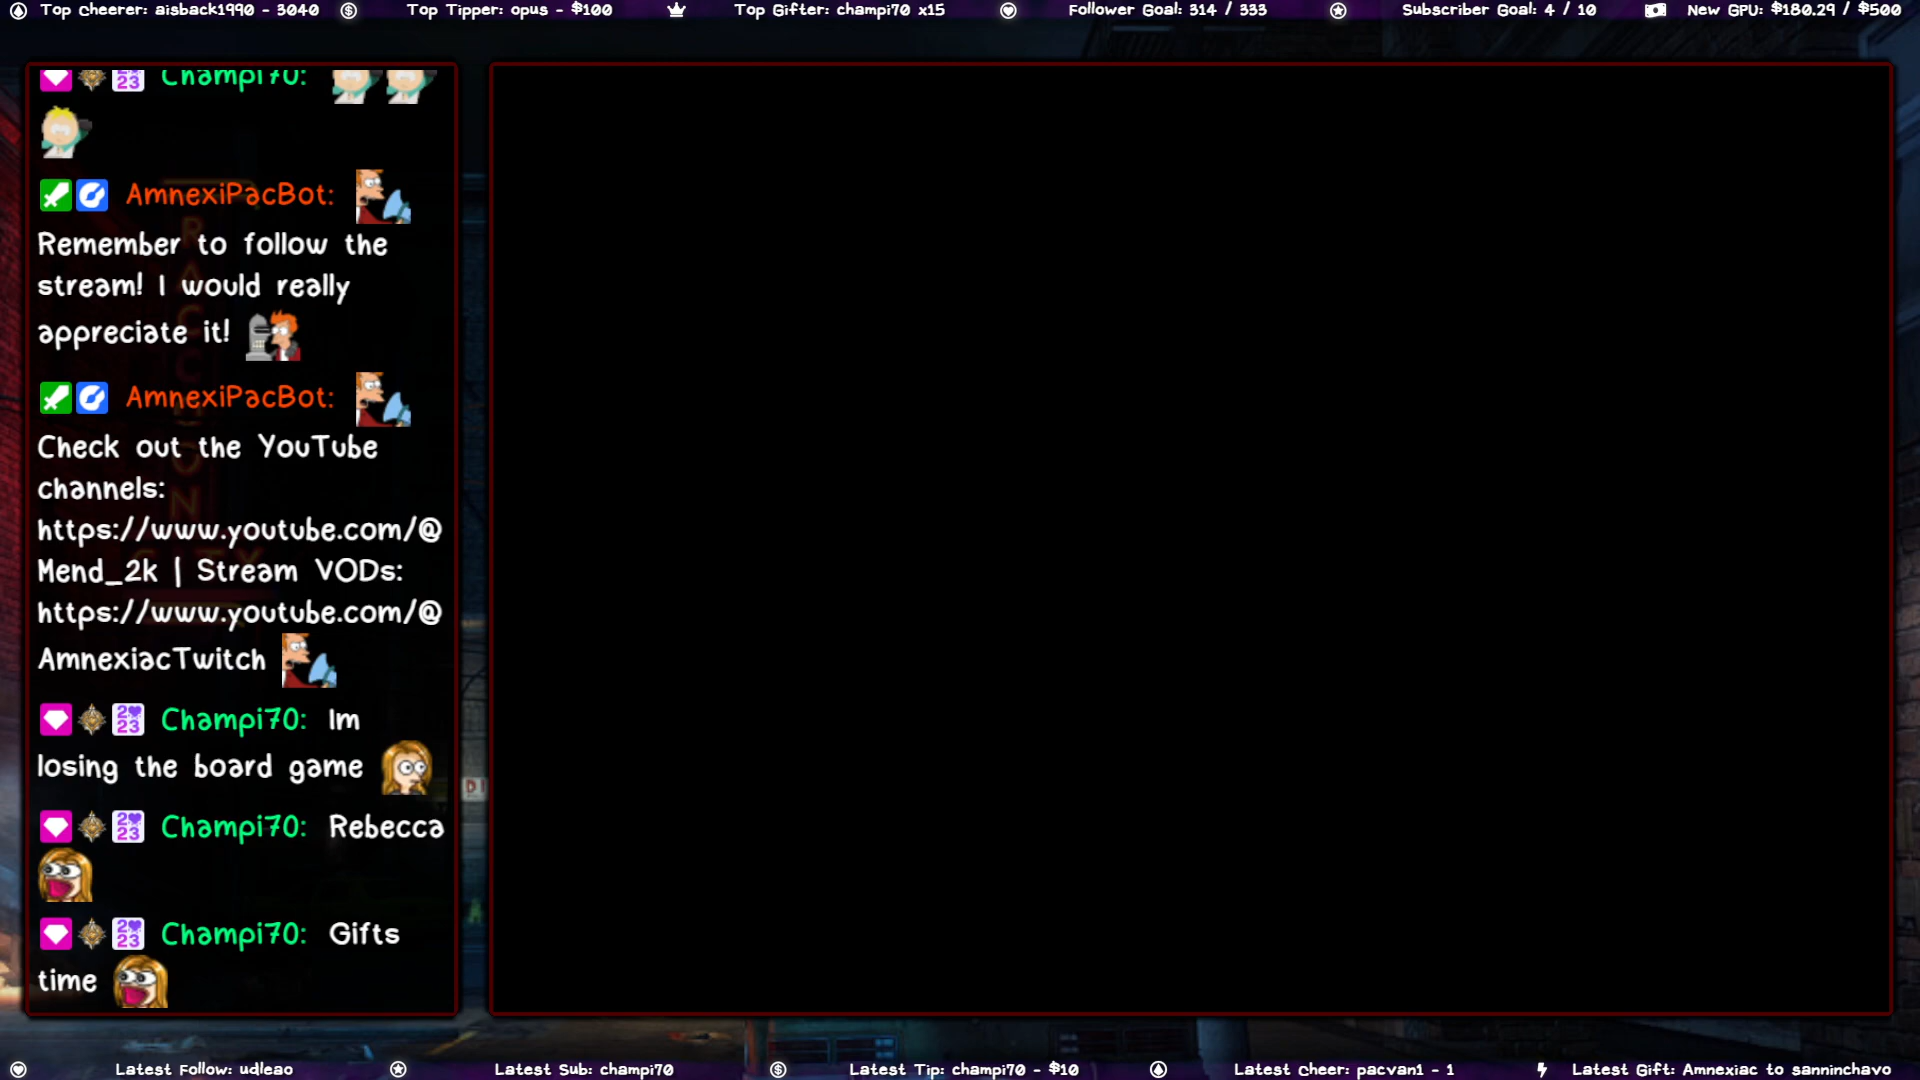 Top Cheerer: aisback1990 - 3040
Top Tipper: opus - $100
Top Gifter: champi70 x15
Follower Goal: 314 / 333
Subscriber Goal: 4 / 10
New GPU: $180.29 / $500
Champi70:
AmnexiPacBot:
Remember to follow the
stream! I would really
appreciate it!
AmnexiPacBot:
Check out the YouTube
channels:
https://www.youtube.com/@
Mend_2k | Stream VODs:
https://www.youtube.com/@
AmnexiacTwitch
Champi70: Im
losing the board game
Champi70: Rebecca
Champi70: Gifts
time
Latest Follow: udleao
Latest Sub: champi70
Latest Tip: champi70 - $10
Latest Cheer: pacvan1 - 1
Latest Gift: Amnexiac to sanninchavo